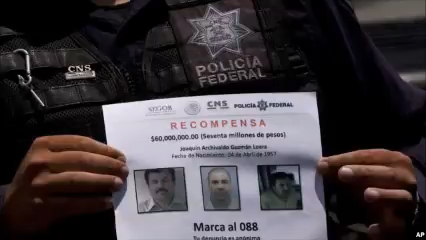 CNS
POLICÍA
FEDERAL
SEGOB
CNS
POLICÍA FEDERAL
RECOMPENSA
$60,000,000.00 (Sesenta millones de pesos)
Joaquín Archivaldo Guzmán Loera
Fecha de Nacimiento: 04 de Abril de 1957
Marca al 088
Tu denuncia es anónima
AP